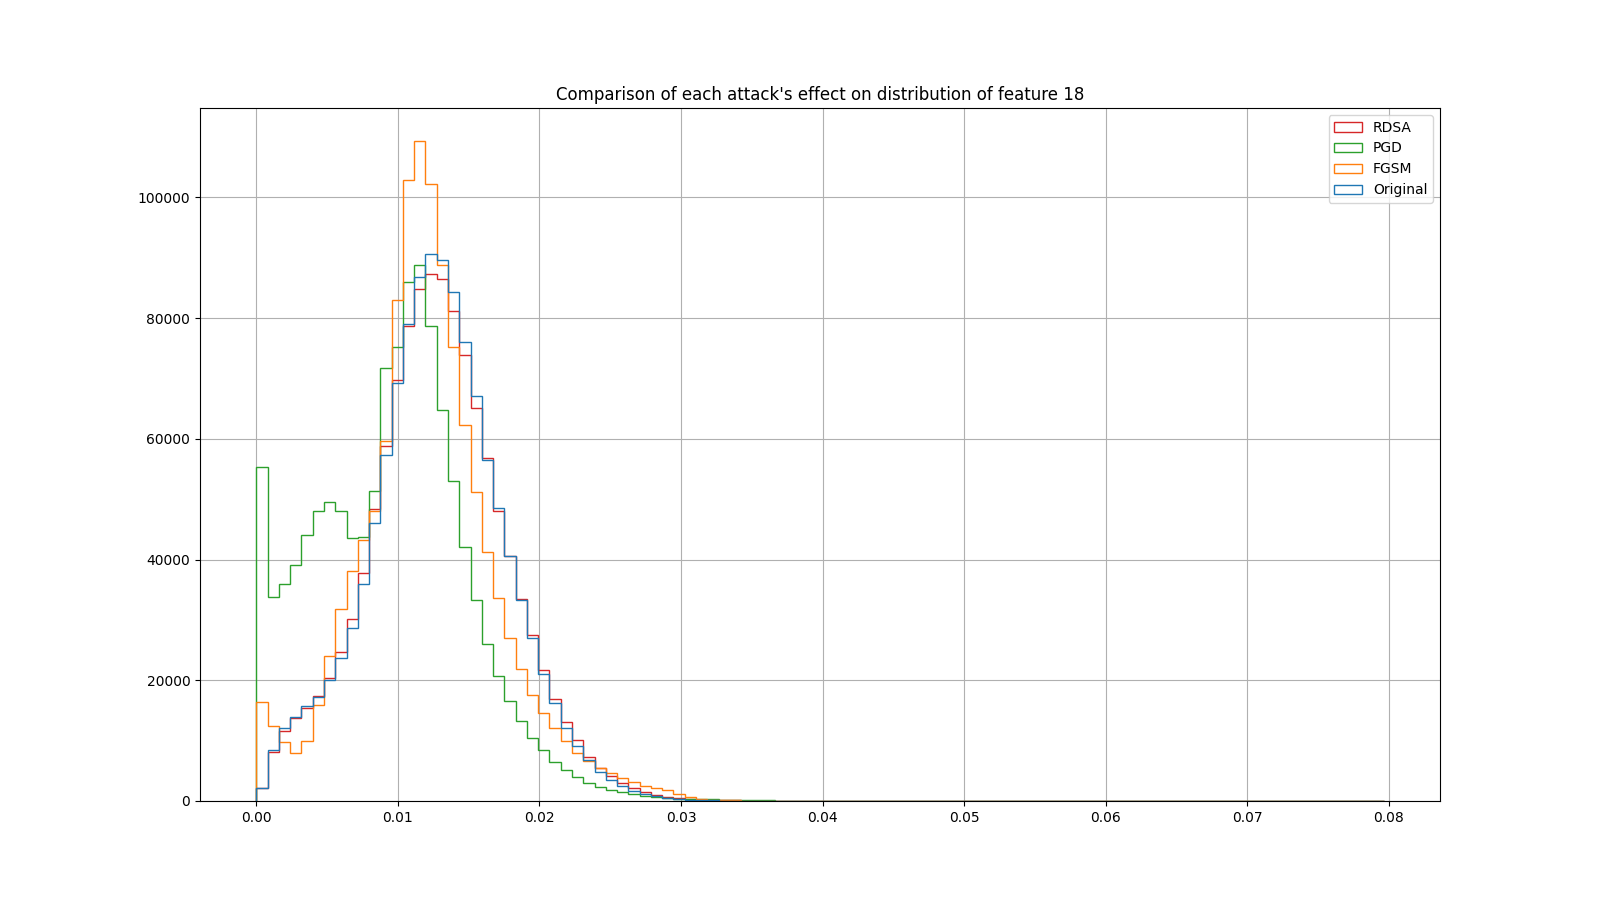 Comparison of each attack's effect on distribution of feature 18
RDSA
PGD
FGSM
Original
100000
80000
60000
40000
20000
0
0.00 0.01 0.02 0.03 0.04 0.05 0.06 0.07 0.08